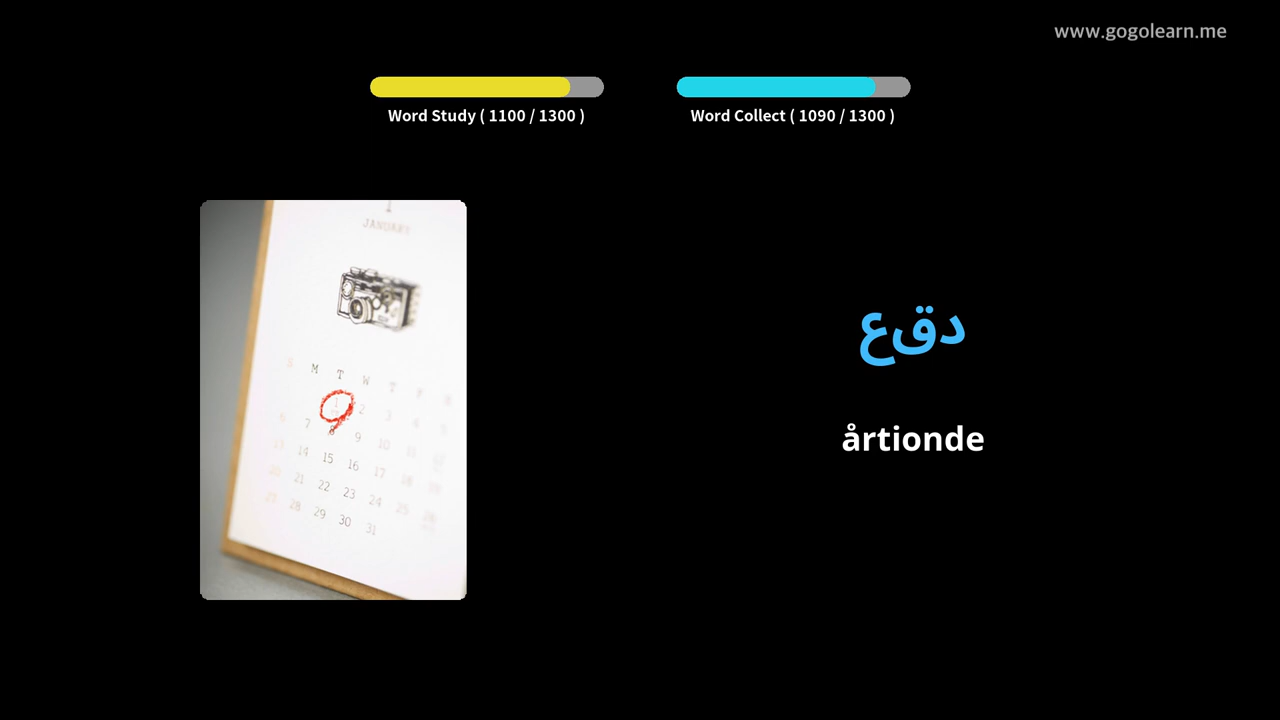 www.gogolearn.me
Word Study ( 1100 / 1300 )
Word Collect ( 1090 / 1300 )
1
JANUARY
S M T W T F S
1 2 3 4 5
6 7 8 9 10 11 12
13 14 15 16 17 18 19
20 21 22 23 24 25 26
27 28 29 30 31
دقع
årtionde